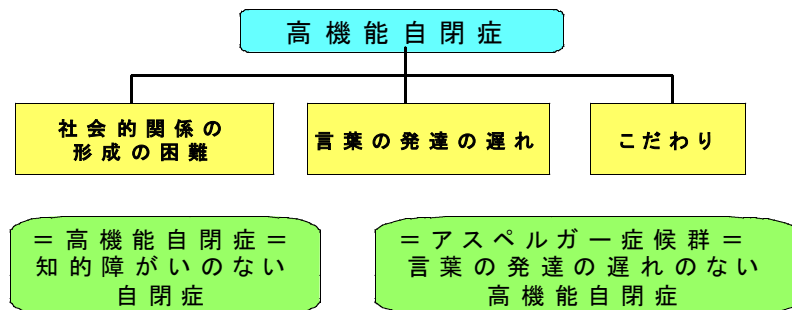 高機能自閉症
社会的関係の
形成の困難
言葉の発達の遅れ
こだわり
＝高機能自閉症＝
知的障がいのない
自閉症
＝アスペルガー症候群＝
言葉の発達の遅れのない
高機能自閉症